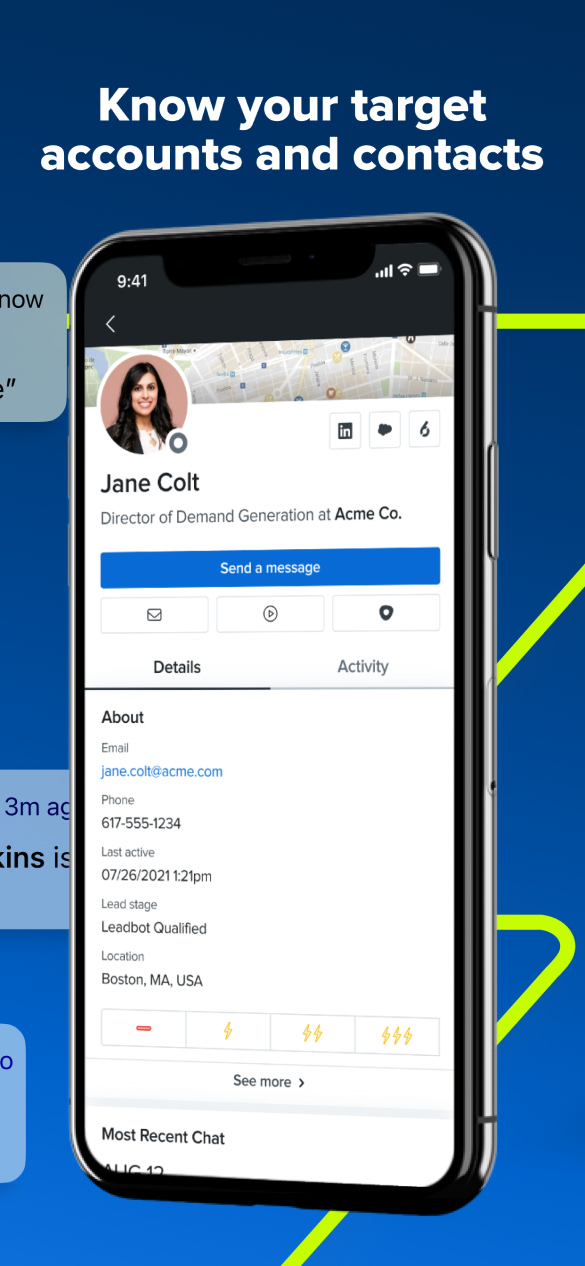 Know your target
accounts and contacts
now
e”
9:41
Jane Colt
Director of Demand Generation at Acme Co.
Send a message
Details
Activity
About
Email
jane.colt@acme.com
Phone
617-555-1234
3m ag
Last active
kins is
07/26/2021 1:21pm
Lead stage
Leadbot Qualified
Location
Boston, MA, USA
See more
Most Recent Chat
AUG 12